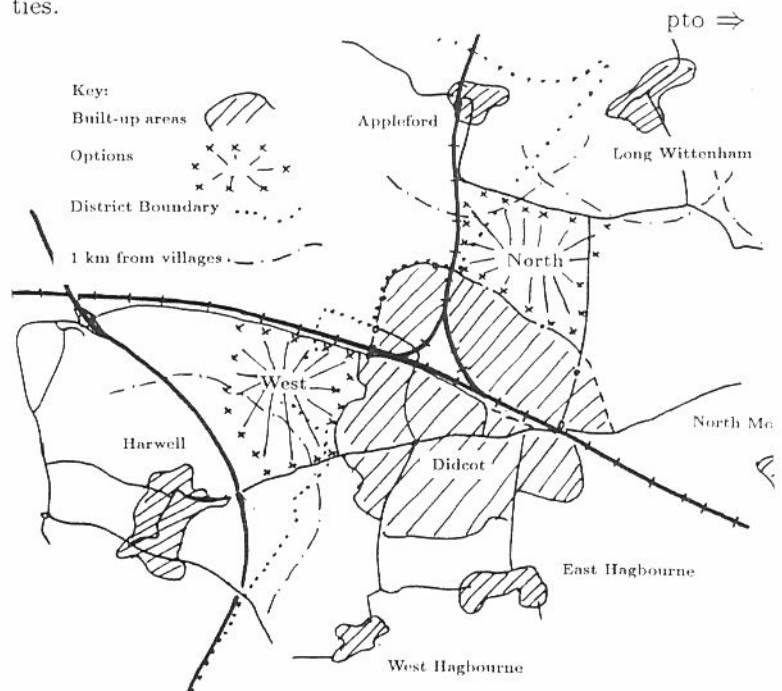 ties.
pto ⇒
Key:
Built-up areas
Options
District Boundary
1 km from villages
Appleford
Long Wittenham
North
West
Harwell
Didcot
North Mo
East Hagbourne
West Hagbourne